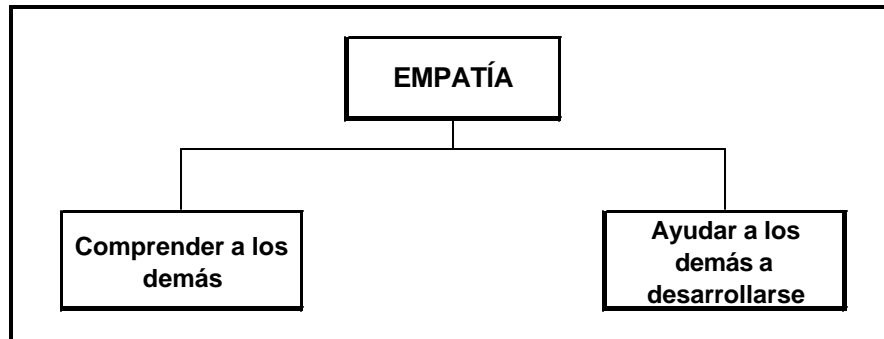 EMPATÍA
Comprender a los
demás
Ayudar a los
demás a
desarrollarse